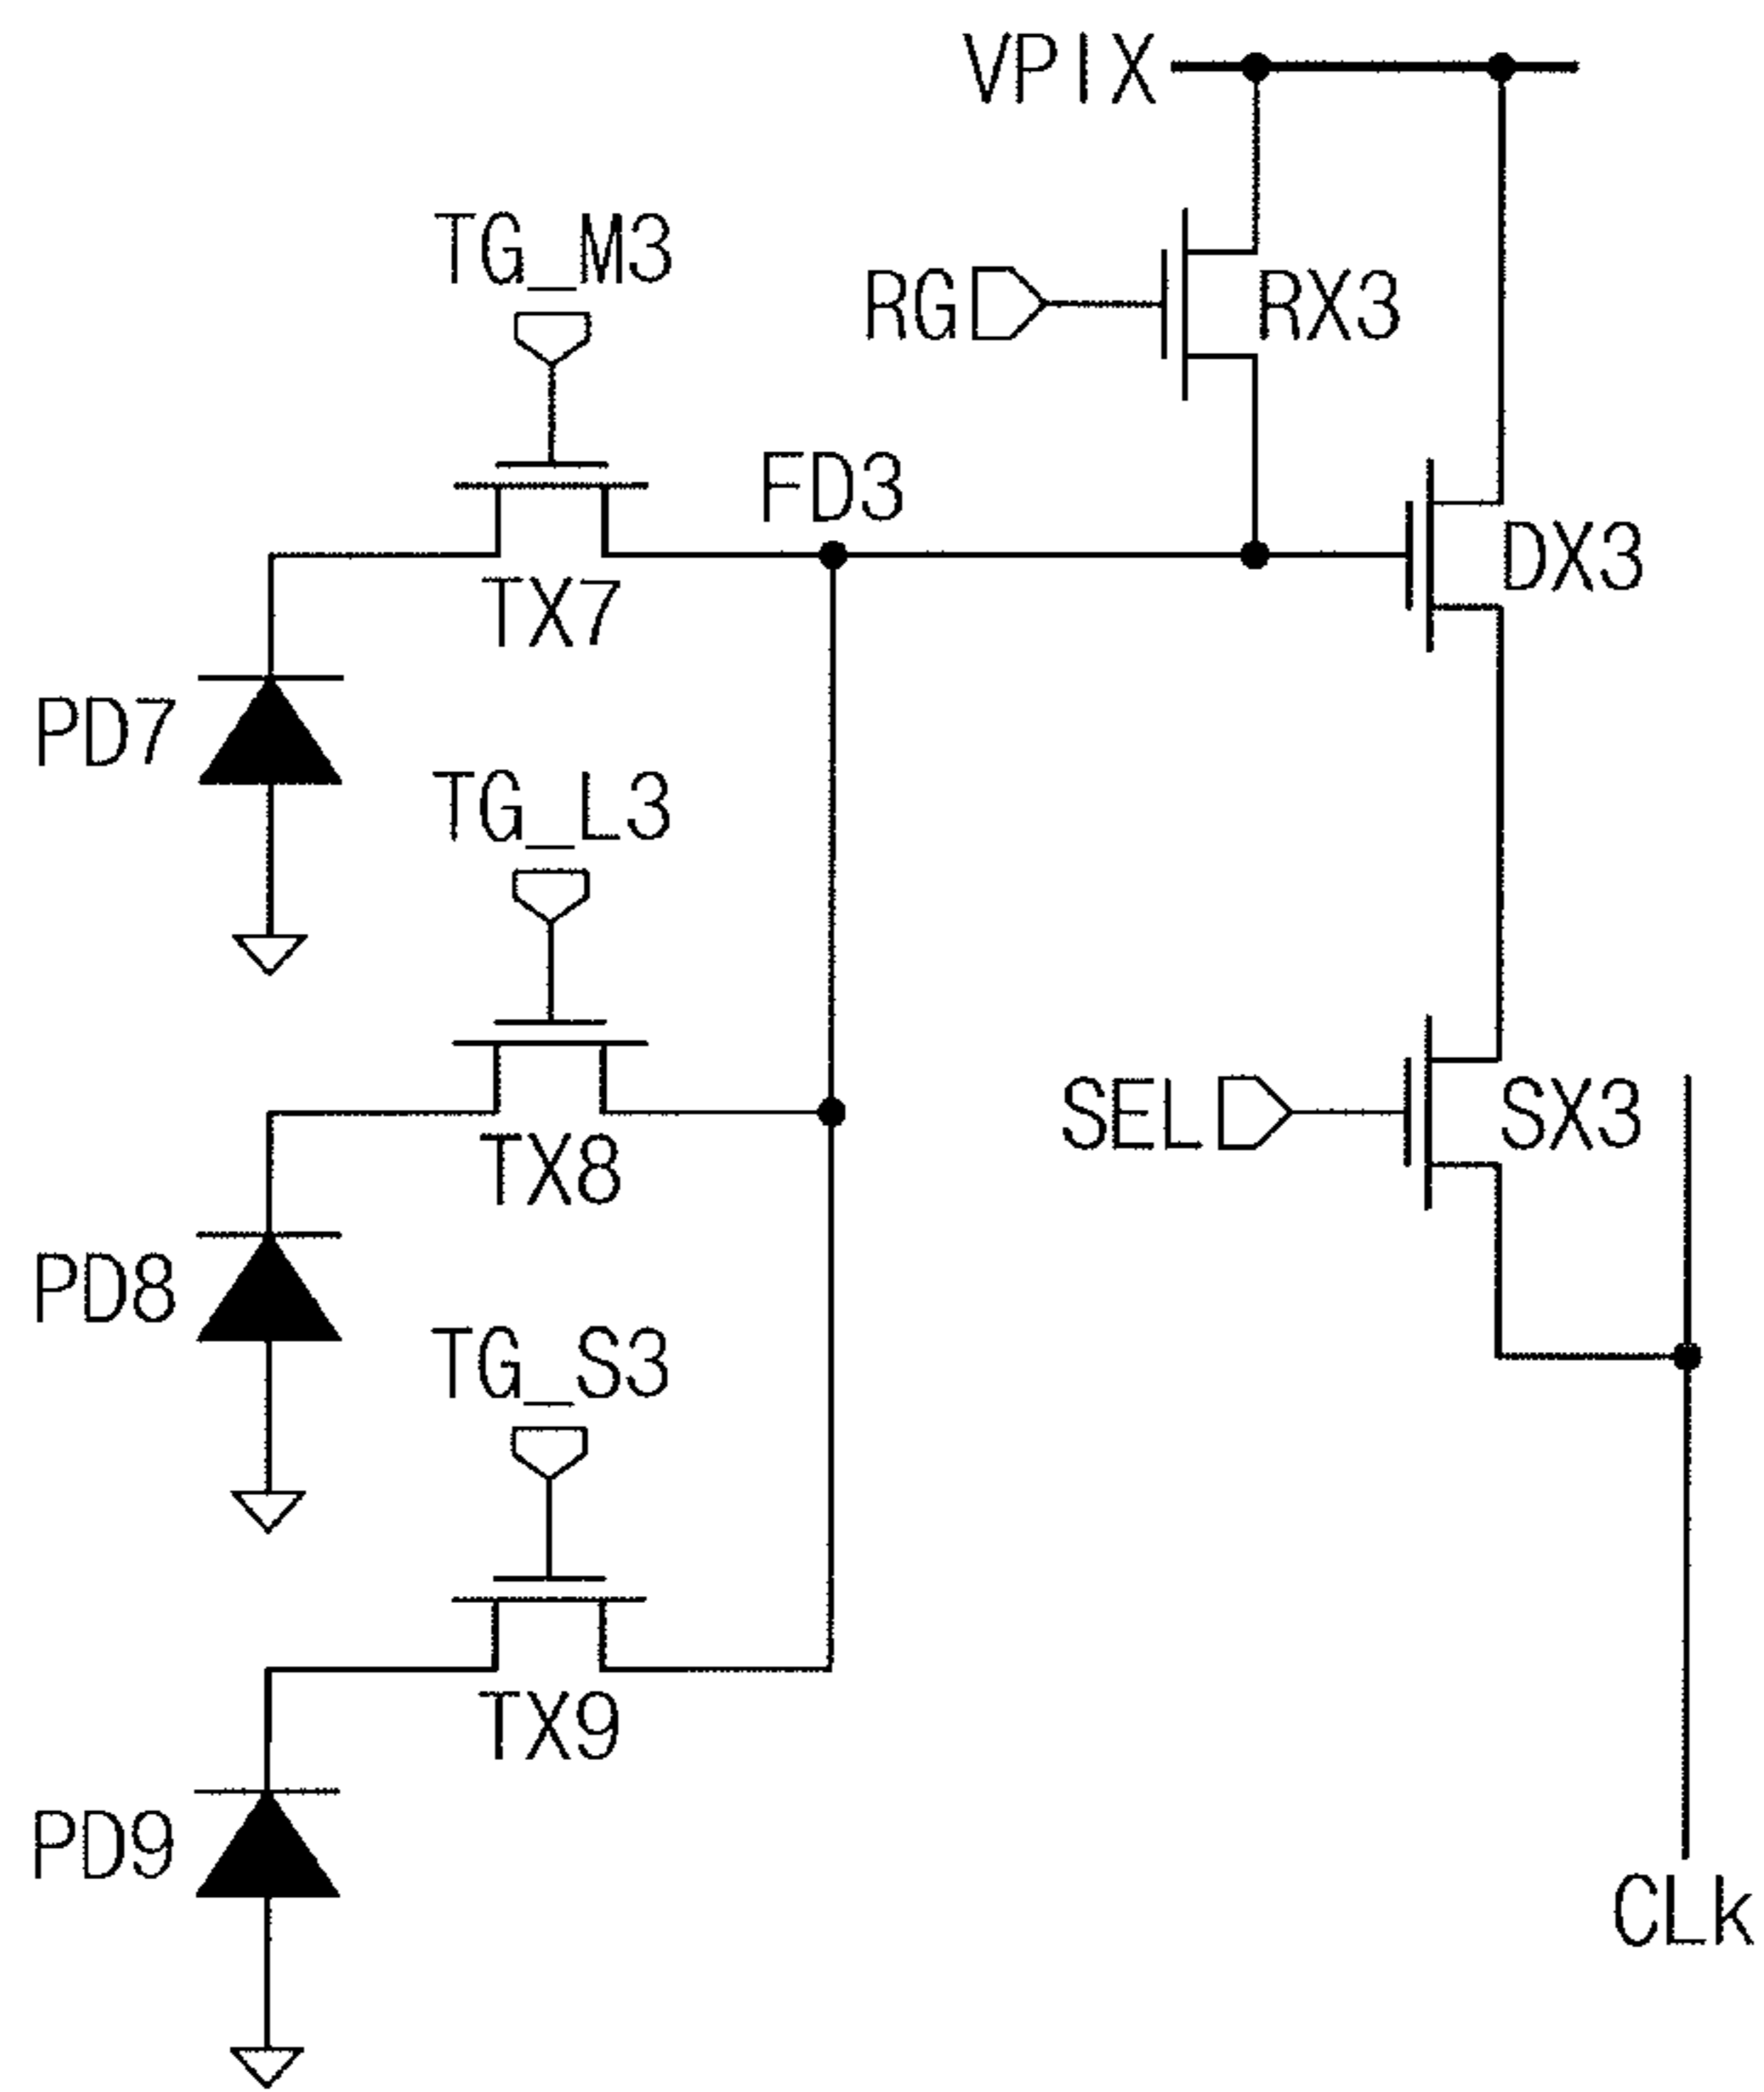 VPIX
TG_M3
RG
RX3
FD3
DX3
TX7
PD7
TG_L3
SEL
SX3
TX8
PD8
TG_S3
TX9
PD9
CLk